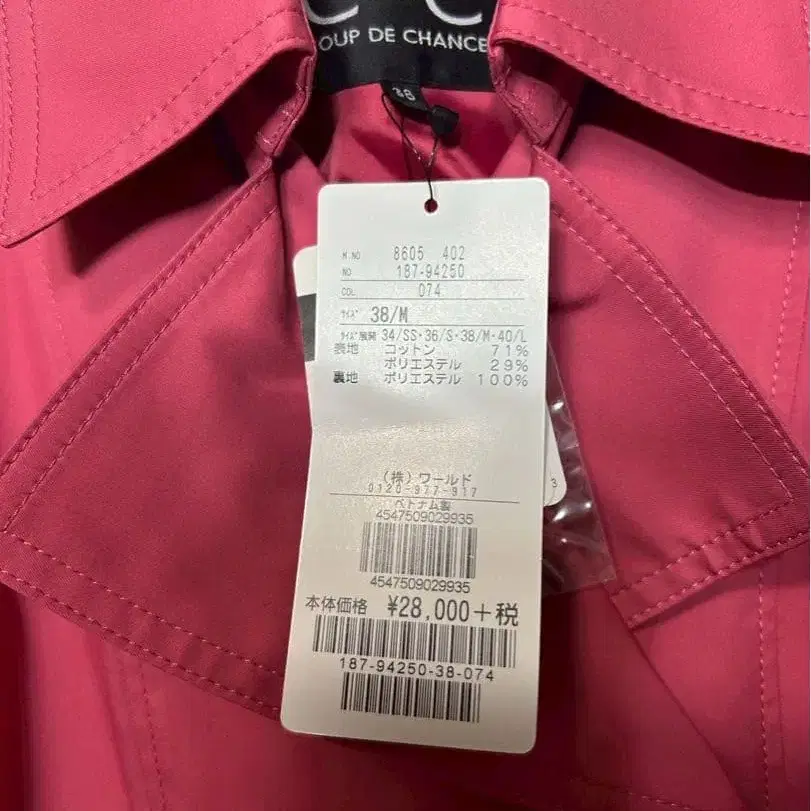 COUP DE CHANCE
38
M.NO 8605 402
NO 187-94250
COL 074
ｻｲｽﾞ 38/M
ｻｲｽﾞ展開 34/SS・36/S・38/M・40/L
表地 コットン 71%
ポリエステル 29%
裏地 ポリエステル 100%
(株)ワールド
0120-977-917
ベトナム製
4547509029935
4547509029935
本体価格 ¥28,000+税
187-94250-38-074
3